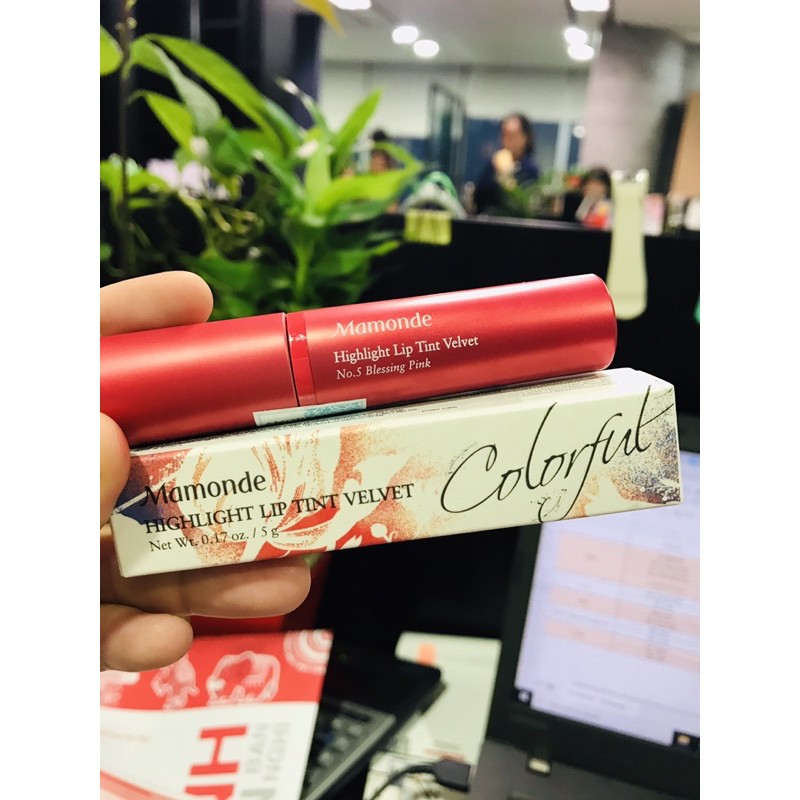 Mamonde
Highlight Lip Tint Velvet
No.5 Blessing Pink
Mamonde
HIGHLIGHT LIP TINT VELVET
Net Wt. 0.17 oz. / 5 g
Colorful